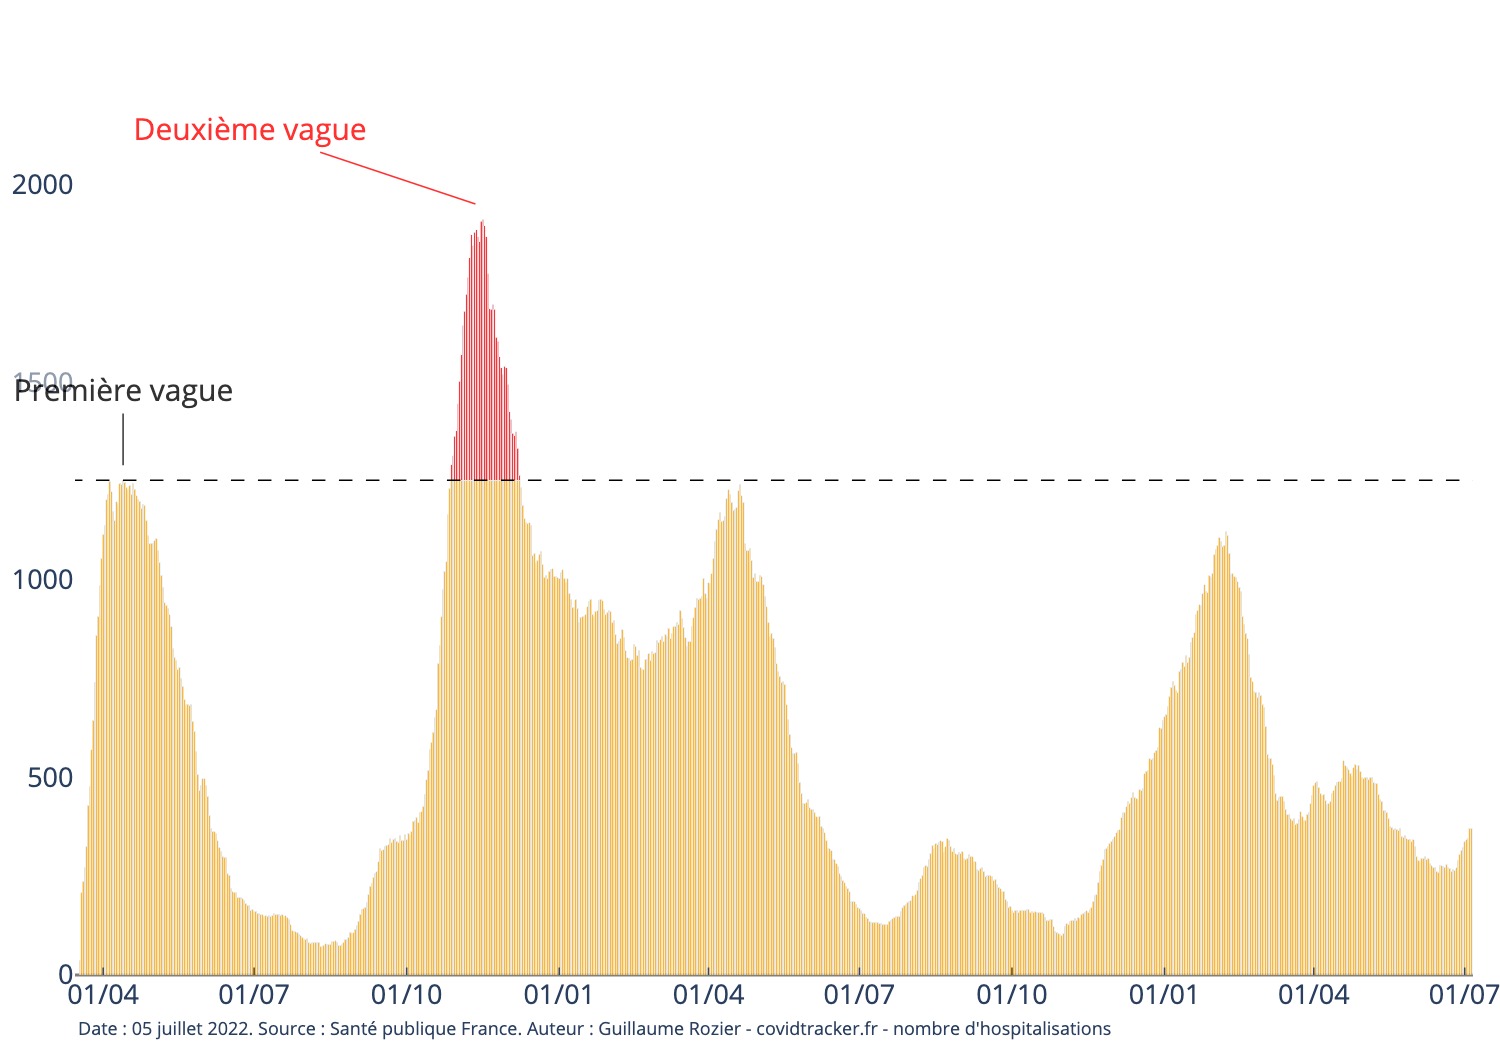 Deuxième vague
2000
1500
Première vague
1000
500
0
01/04 01/07 01/10 01/01 01/04 01/07 01/10 01/01 01/04 01/07
Date : 05 juillet 2022. Source : Santé publique France. Auteur : Guillaume Rozier - covidtracker.fr - nombre d'hospitalisations